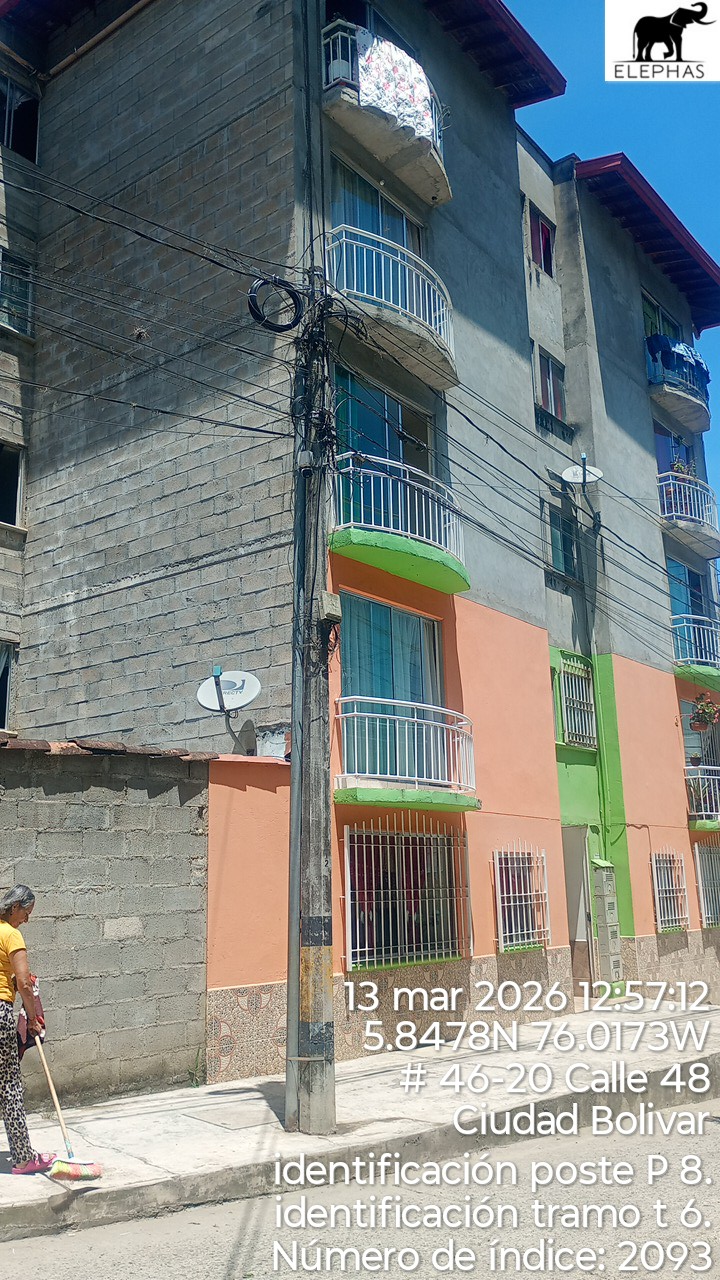 ELEPHAS
DIRECTV
13 mar 2026 12:57:12
5.8478N 76.0173W
# 46-20 Calle 48
Ciudad Bolivar
identificación poste P 8.
identificación tramo t 6.
Número de índice: 2093